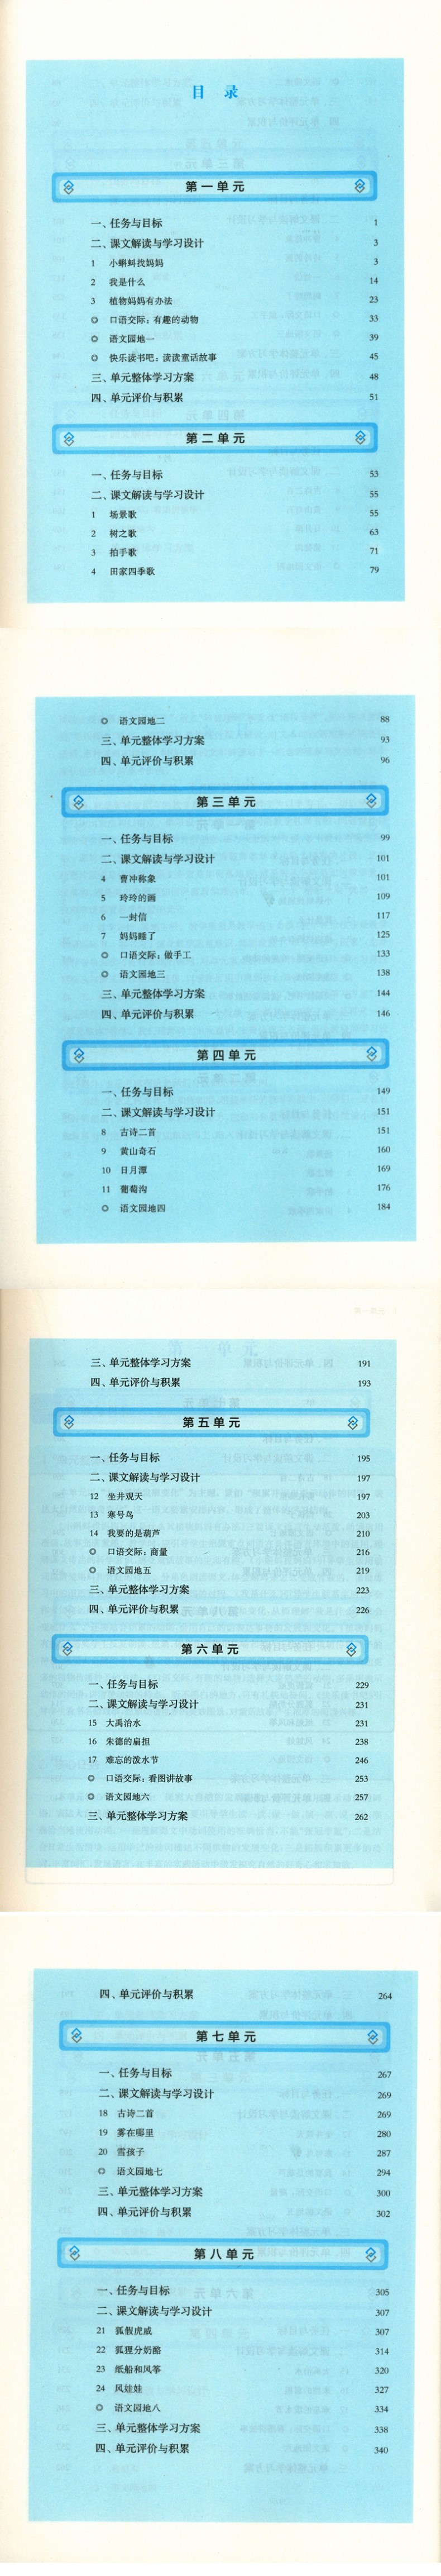 目 录
第一单元
一、任务与目标 1
二、课文解读与学习设计 3
1 小蝌蚪找妈妈 3
2 我是什么 14
3 植物妈妈有办法 23
◎ 口语交际：有趣的动物 33
◎ 语文园地一 39
◎ 快乐读书吧：读读童话故事 45
三、单元整体学习方案 48
四、单元评价与积累 51
第二单元
一、任务与目标 53
二、课文解读与学习设计 55
1 场景歌 55
2 树之歌 63
3 拍手歌 71
4 田家四季歌 79
◎ 语文园地二 88
三、单元整体学习方案 93
四、单元评价与积累 96
第三单元
一、任务与目标 99
二、课文解读与学习设计 101
4 曹冲称象 101
5 玲玲的画 109
6 一封信 117
7 妈妈睡了 125
◎ 口语交际：做手工 133
◎ 语文园地三 138
三、单元整体学习方案 144
四、单元评价与积累 146
第四单元
一、任务与目标 149
二、课文解读与学习设计 151
8 古诗二首 151
9 黄山奇石 160
10 日月潭 169
11 葡萄沟 176
◎ 语文园地四 184
三、单元整体学习方案 191
四、单元评价与积累 193
第五单元
一、任务与目标 195
二、课文解读与学习设计 197
12 坐井观天 197
13 寒号鸟 203
14 我要的是葫芦 210
◎ 口语交际：商量 216
◎ 语文园地五 219
三、单元整体学习方案 223
四、单元评价与积累 226
第六单元
一、任务与目标 229
二、课文解读与学习设计 231
15 大禹治水 231
16 朱德的扁担 238
17 难忘的泼水节 246
◎ 口语交际：看图讲故事 253
◎ 语文园地六 257
三、单元整体学习方案 262
四、单元评价与积累 264
第七单元
一、任务与目标 267
二、课文解读与学习设计 269
18 古诗二首 269
19 雾在哪里 280
20 雪孩子 287
◎ 语文园地七 294
三、单元整体学习方案 300
四、单元评价与积累 302
第八单元
一、任务与目标 305
二、课文解读与学习设计 307
21 狐假虎威 307
22 狐狸分奶酪 314
23 纸船和风筝 320
24 风娃娃 327
◎ 语文园地八 334
三、单元整体学习方案 338
四、单元评价与积累 340